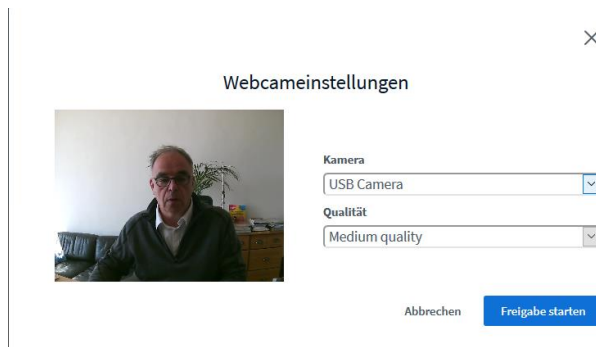 Webcameinstellungen
Kamera
USB Camera
Qualität
Medium quality
Abbrechen
Freigabe starten